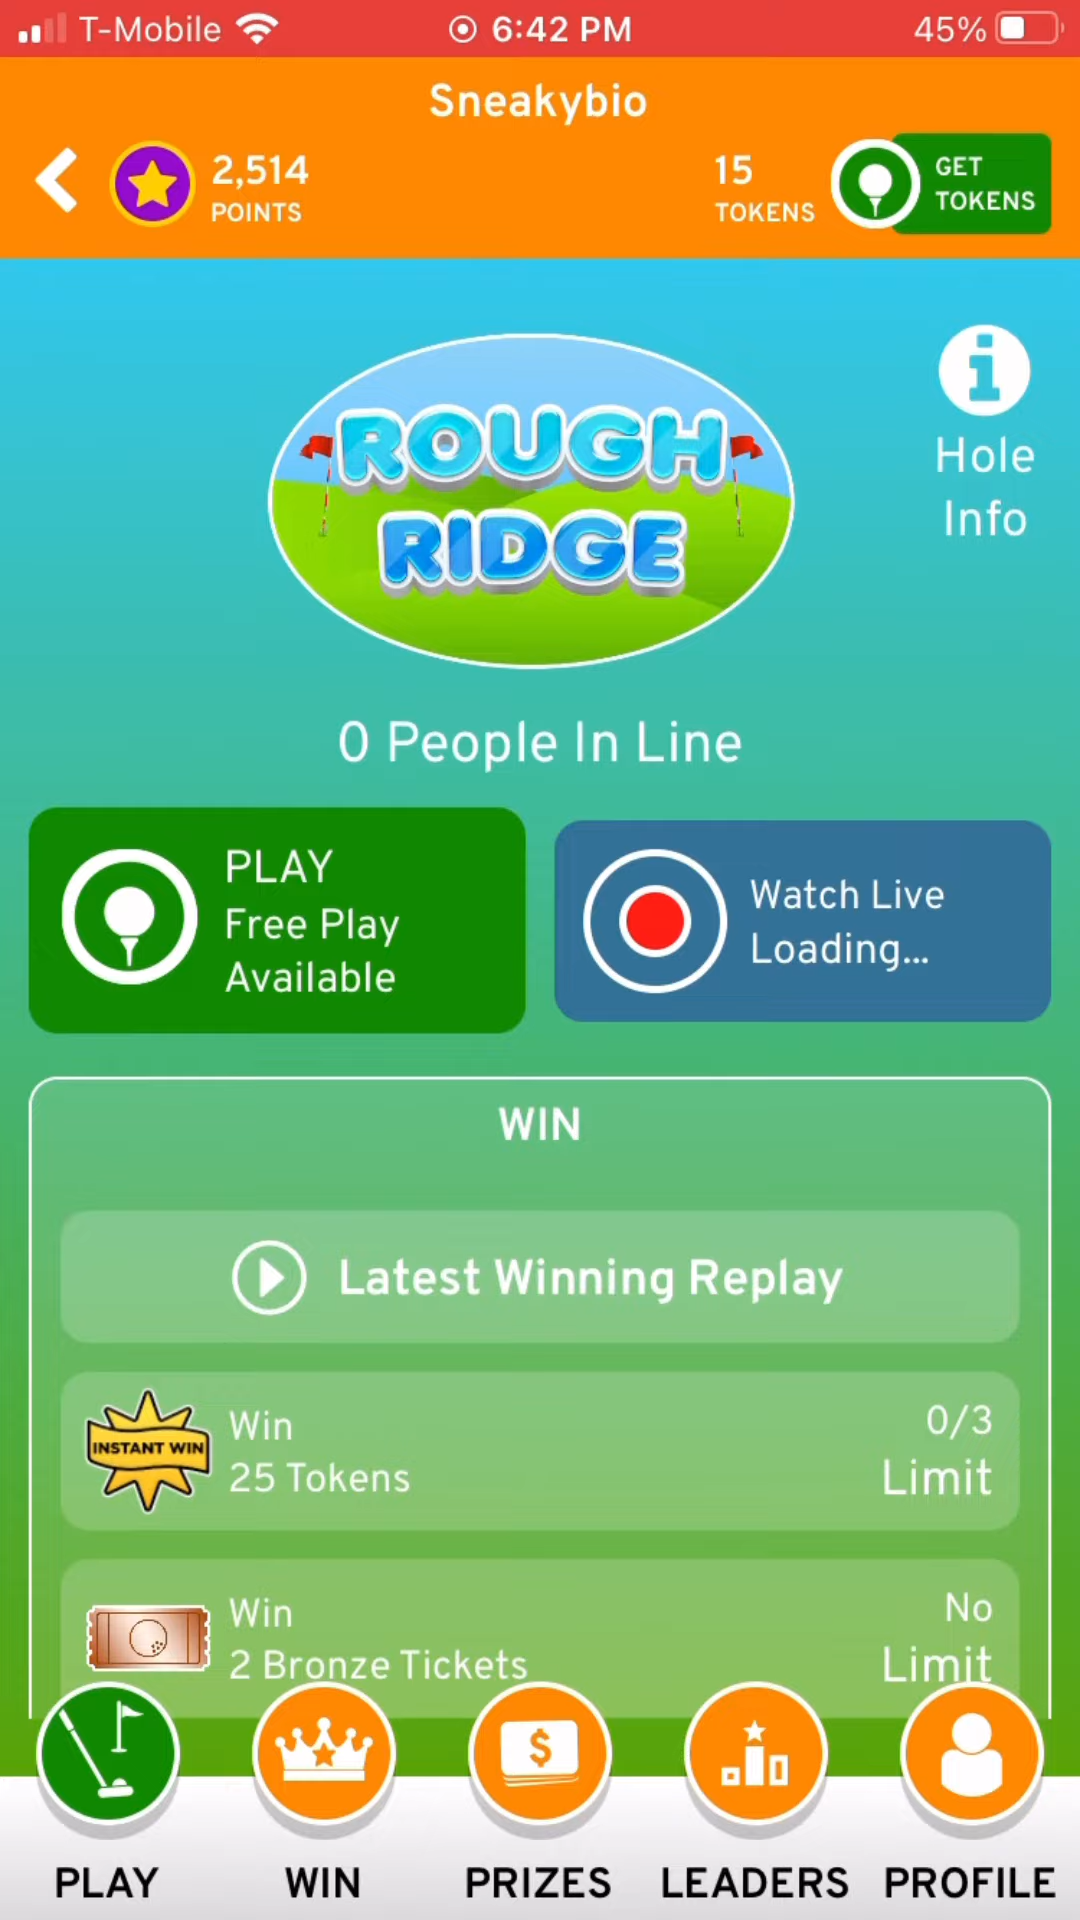 T-Mobile 6:42 PM 45%
Sneakybio
2,514
POINTS
15
TOKENS
GET
TOKENS
ROUGH
RIDGE
Hole
Info
0 People In Line
PLAY
Free Play
Available
Watch Live
Loading...
WIN
Latest Winning Replay
INSTANT WIN
Win
25 Tokens
0/3
Limit
Win
2 Bronze Tickets
No
Limit
PLAY
WIN
PRIZES
LEADERS
PROFILE